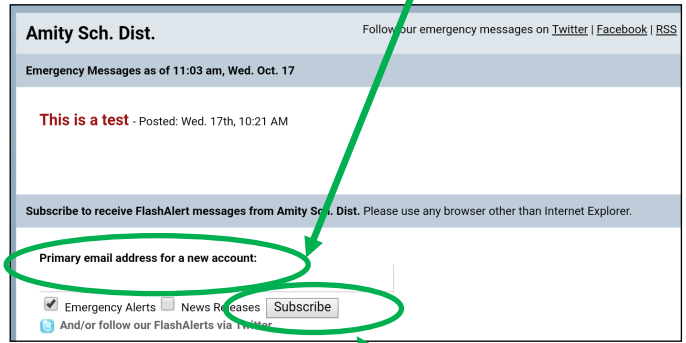 Amity Sch. Dist.
Follow our emergency messages on Twitter | Facebook | RSS
Emergency Messages as of 11:03 am, Wed. Oct. 17
This is a test - Posted: Wed. 17th, 10:21 AM
Subscribe to receive FlashAlert messages from Amity Sch. Dist. Please use any browser other than Internet Explorer.
Primary email address for a new account:
Emergency Alerts News Releases Subscribe
And/or follow our FlashAlerts via Twitter